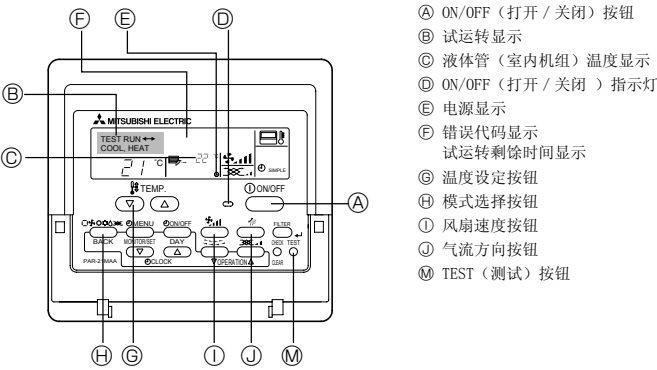 Ⓕ Ⓔ Ⓓ
Ⓑ
Ⓒ
MITSUBISHI ELECTRIC
TEST RUN ↔
COOL, HEAT
21 °C
22 °C
SIMPLE
TEMP.
ON/OFF
Ⓐ
MENU ON/OFF FILTER
BACK MONITOR/SET DAY CHECK TEST
PAR-21MAA CLOCK OPERATION CLEAR
Ⓗ Ⓖ Ⓘ Ⓙ Ⓜ
Ⓐ ON/OFF（打开 / 关闭）按钮
Ⓑ 试运转显示
Ⓒ 液体管（室内机组）温度显示
Ⓓ ON/OFF（打开 / 关闭 ）指示灯
Ⓔ 电源显示
Ⓕ 错误代码显示
试运转剩馀时间显示
Ⓖ 温度设定按钮
Ⓗ 模式选择按钮
Ⓘ 风扇速度按钮
Ⓙ 气流方向按钮
Ⓜ TEST（测试）按钮